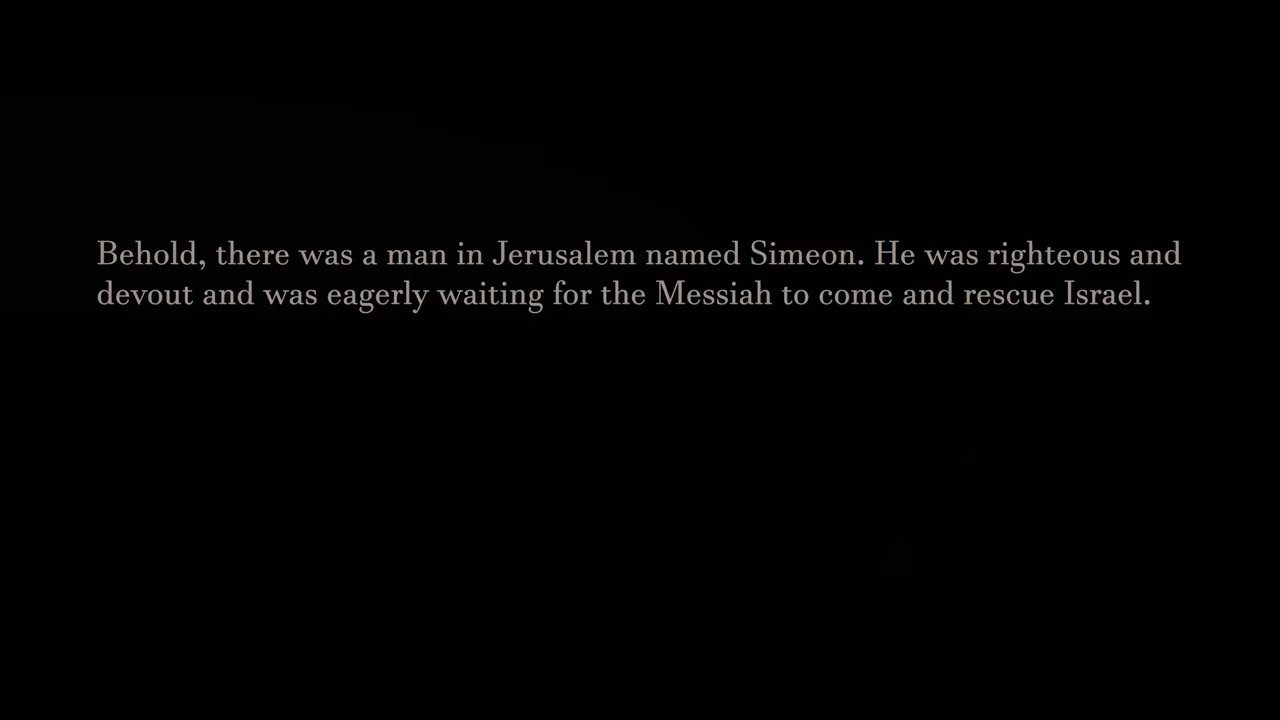 Behold, there was a man in Jerusalem named Simeon. He was righteous and
devout and was eagerly waiting for the Messiah to come and rescue Israel.